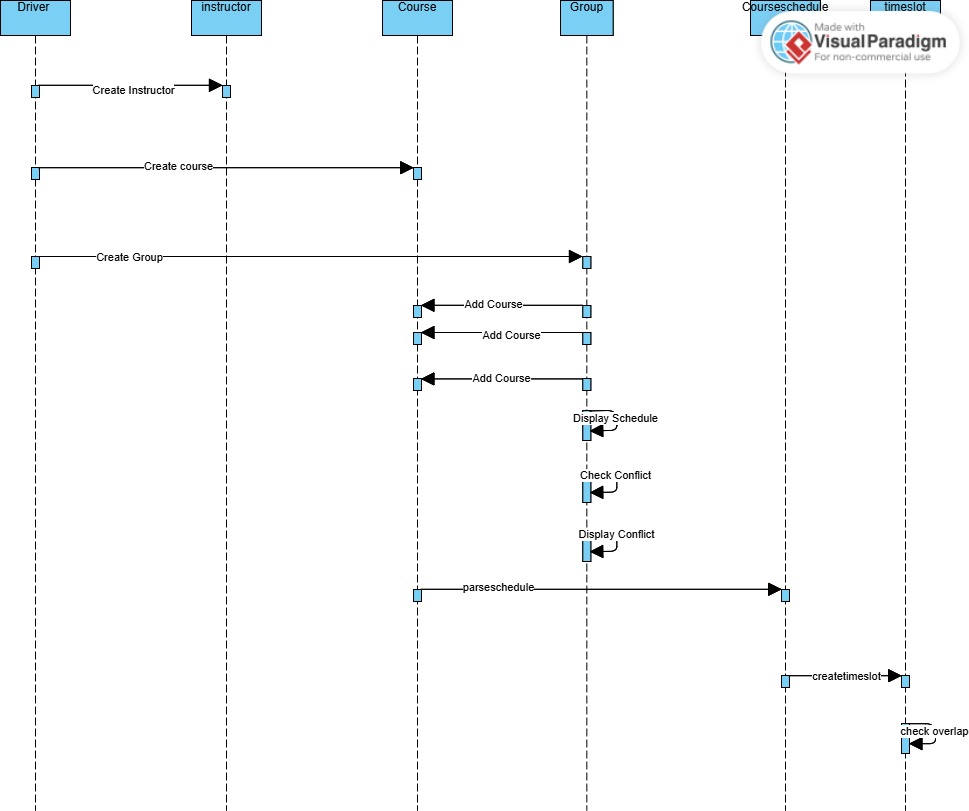 Driver
instructor
Course
Group
Courseschedule
timeslot
Made with
Visual Paradigm
For non-commercial use
Create Instructor
Create course
Create Group
Add Course
Add Course
Add Course
Display Schedule
Check Conflict
Display Conflict
parseschedule
createtimeslot
check overlap